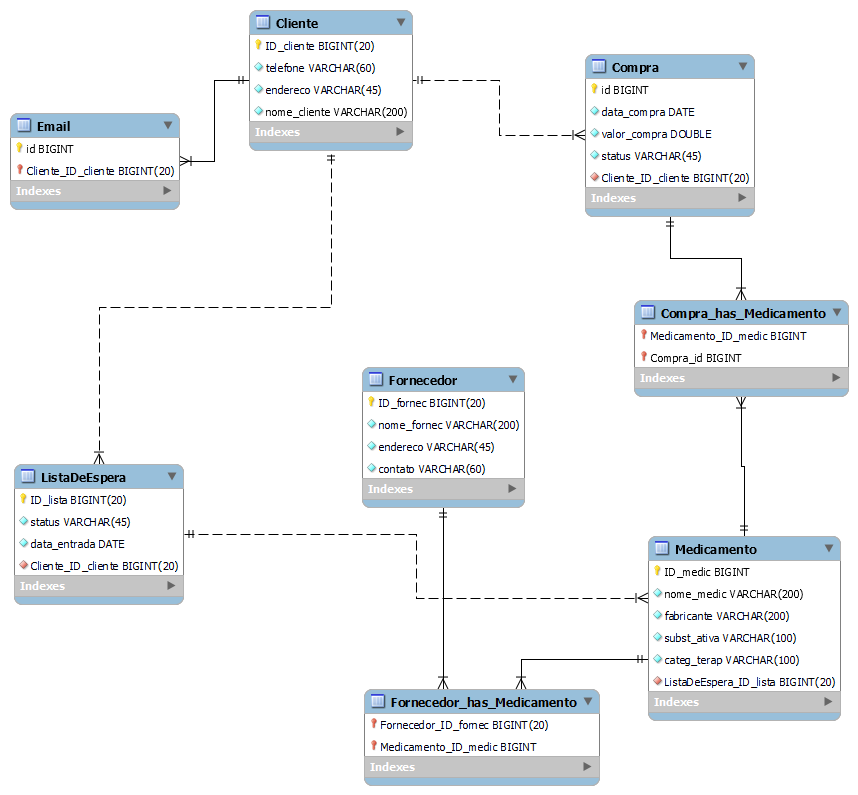 Cliente
ID_cliente BIGINT(20)
telefone VARCHAR(60)
endereco VARCHAR(45)
nome_cliente VARCHAR(200)
Indexes
Compra
id BIGINT
data_compra DATE
valor_compra DOUBLE
status VARCHAR(45)
Cliente_ID_cliente BIGINT(20)
Indexes
Email
id BIGINT
Cliente_ID_cliente BIGINT(20)
Indexes
Compra_has_Medicamento
Medicamento_ID_medic BIGINT
Compra_id BIGINT
Indexes
Fornecedor
ID_fornec BIGINT(20)
nome_fornec VARCHAR(200)
endereco VARCHAR(45)
contato VARCHAR(60)
Indexes
ListaDeEspera
ID_lista BIGINT(20)
status VARCHAR(45)
data_entrada DATE
Cliente_ID_cliente BIGINT(20)
Indexes
Medicamento
ID_medic BIGINT
nome_medic VARCHAR(200)
fabricante VARCHAR(200)
subst_ativa VARCHAR(100)
categ_terap VARCHAR(100)
ListaDeEspera_ID_lista BIGINT(20)
Indexes
Fornecedor_has_Medicamento
Fornecedor_ID_fornec BIGINT(20)
Medicamento_ID_medic BIGINT
Indexes